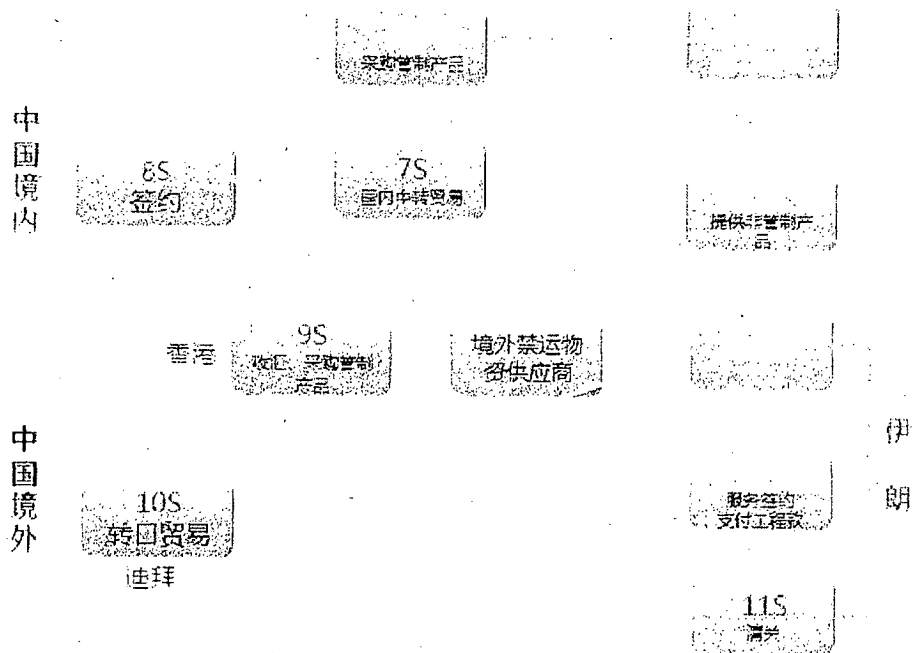 采购管制产品
中国境内
8S
签约
7S
国内中转贸易
提供非管制产
品
香港
9S
收汇、采购管制
产品
境外禁运物
资供应商
中国境外
伊朗
10S
转口贸易
迪拜
服务签约
支付工程款
11S
清关